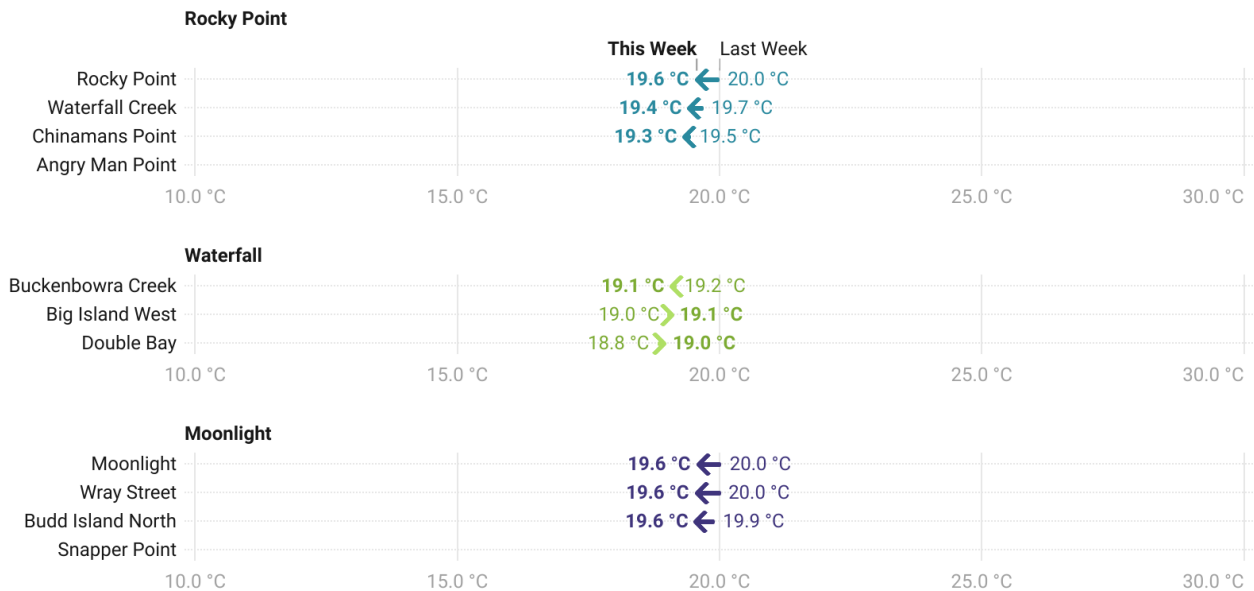 Rocky Point
This Week Last Week
Rocky Point 19.6 °C 20.0 °C
Waterfall Creek 19.4 °C 19.7 °C
Chinamans Point 19.3 °C 19.5 °C
Angry Man Point
10.0 °C 15.0 °C 20.0 °C 25.0 °C 30.0 °C
Waterfall
Buckenbowra Creek 19.1 °C 19.2 °C
Big Island West 19.0 °C 19.1 °C
Double Bay 18.8 °C 19.0 °C
10.0 °C 15.0 °C 20.0 °C 25.0 °C 30.0 °C
Moonlight
Moonlight 19.6 °C 20.0 °C
Wray Street 19.6 °C 20.0 °C
Budd Island North 19.6 °C 19.9 °C
Snapper Point
10.0 °C 15.0 °C 20.0 °C 25.0 °C 30.0 °C